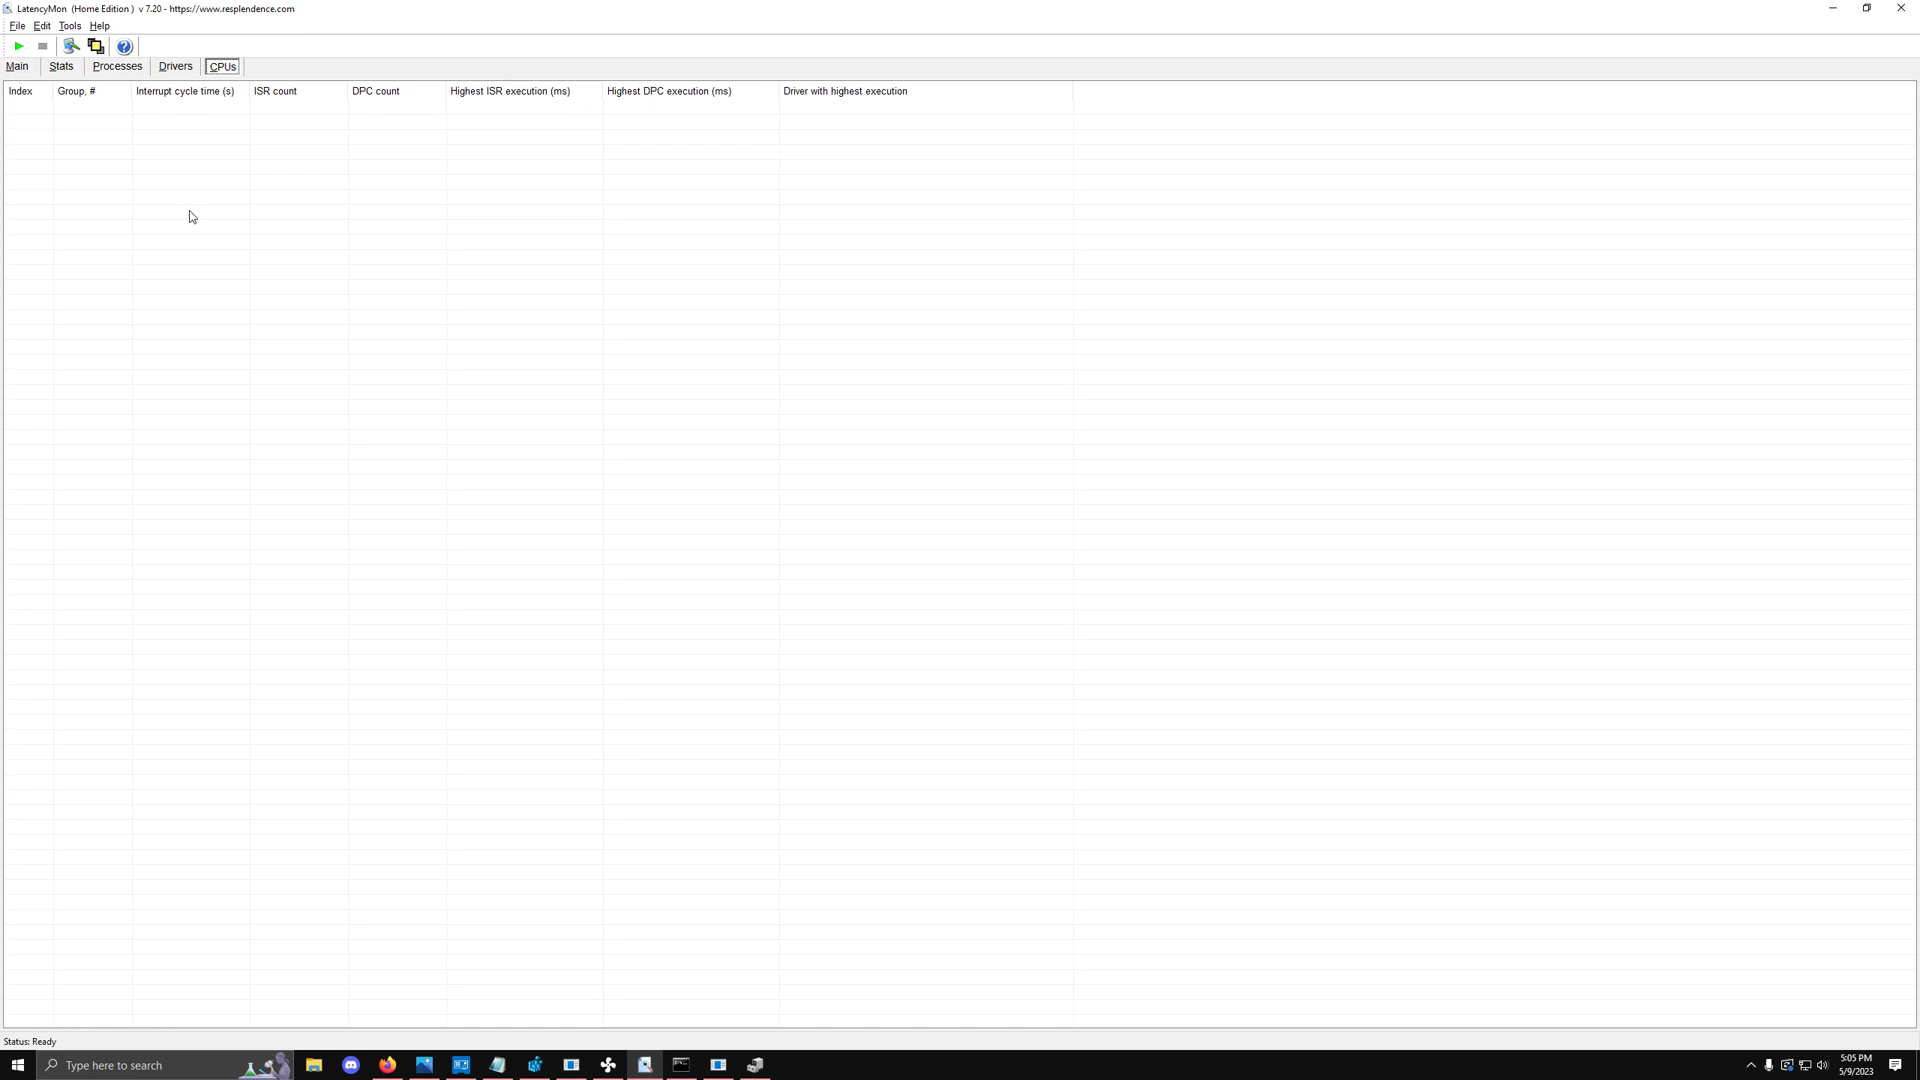 LatencyMon  (Home Edition )  v 7.20 - https://www.resplendence.com
File Edit Tools Help
Main Stats Processes Drivers CPUs
Index Group, # Interrupt cycle time (s) ISR count DPC count Highest ISR execution (ms) Highest DPC execution (ms) Driver with highest execution
Status: Ready
Type here to search
5:05 PM
5/9/2023